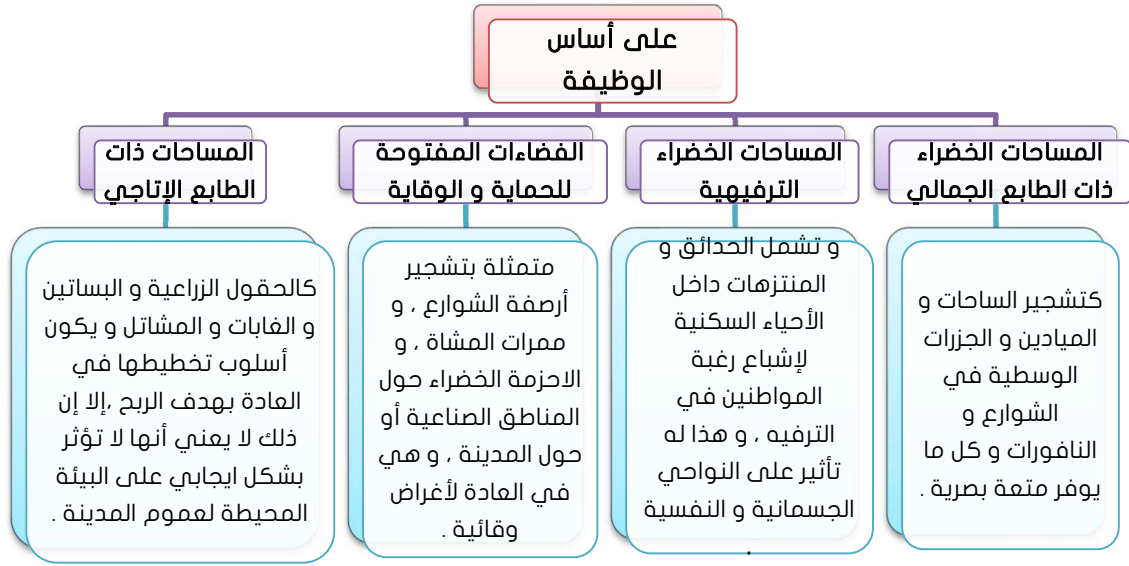 على أساس
الوظيفة
المساحات الخضراء
ذات الطابع الجمالي
كتشجير الساحات و
الميادين و الجزرات
الوسطية في
الشوارع و
النافورات و كل ما
يوفر متعة بصرية .
المساحات الخضراء
الترفيهية
و تشمل الحدائق و
المنتزهات داخل
الأحياء السكنية
لإشباع رغبة
المواطنين في
الترفيه ، و هذا له
تأثير على النواحي
الجسمانية و النفسية
.
الفضاءات المفتوحة
للحماية و الوقاية
متمثلة بتشجير
أرصفة الشوارع ، و
ممرات المشاة ، و
الاحزمة الخضراء حول
المناطق الصناعية أو
حول المدينة ، و هي
في العادة لأغراض
وقائية .
المساحات ذات
الطابع الإتاجي
كالحقول الزراعية و البساتين
و الغابات و المشاتل و يكون
أسلوب تخطيطها في
العادة بهدف الربح ،إلا إن
ذلك لا يعني أنها لا تؤثر
بشكل ايجابي على البيئة
المحيطة لعموم المدينة .